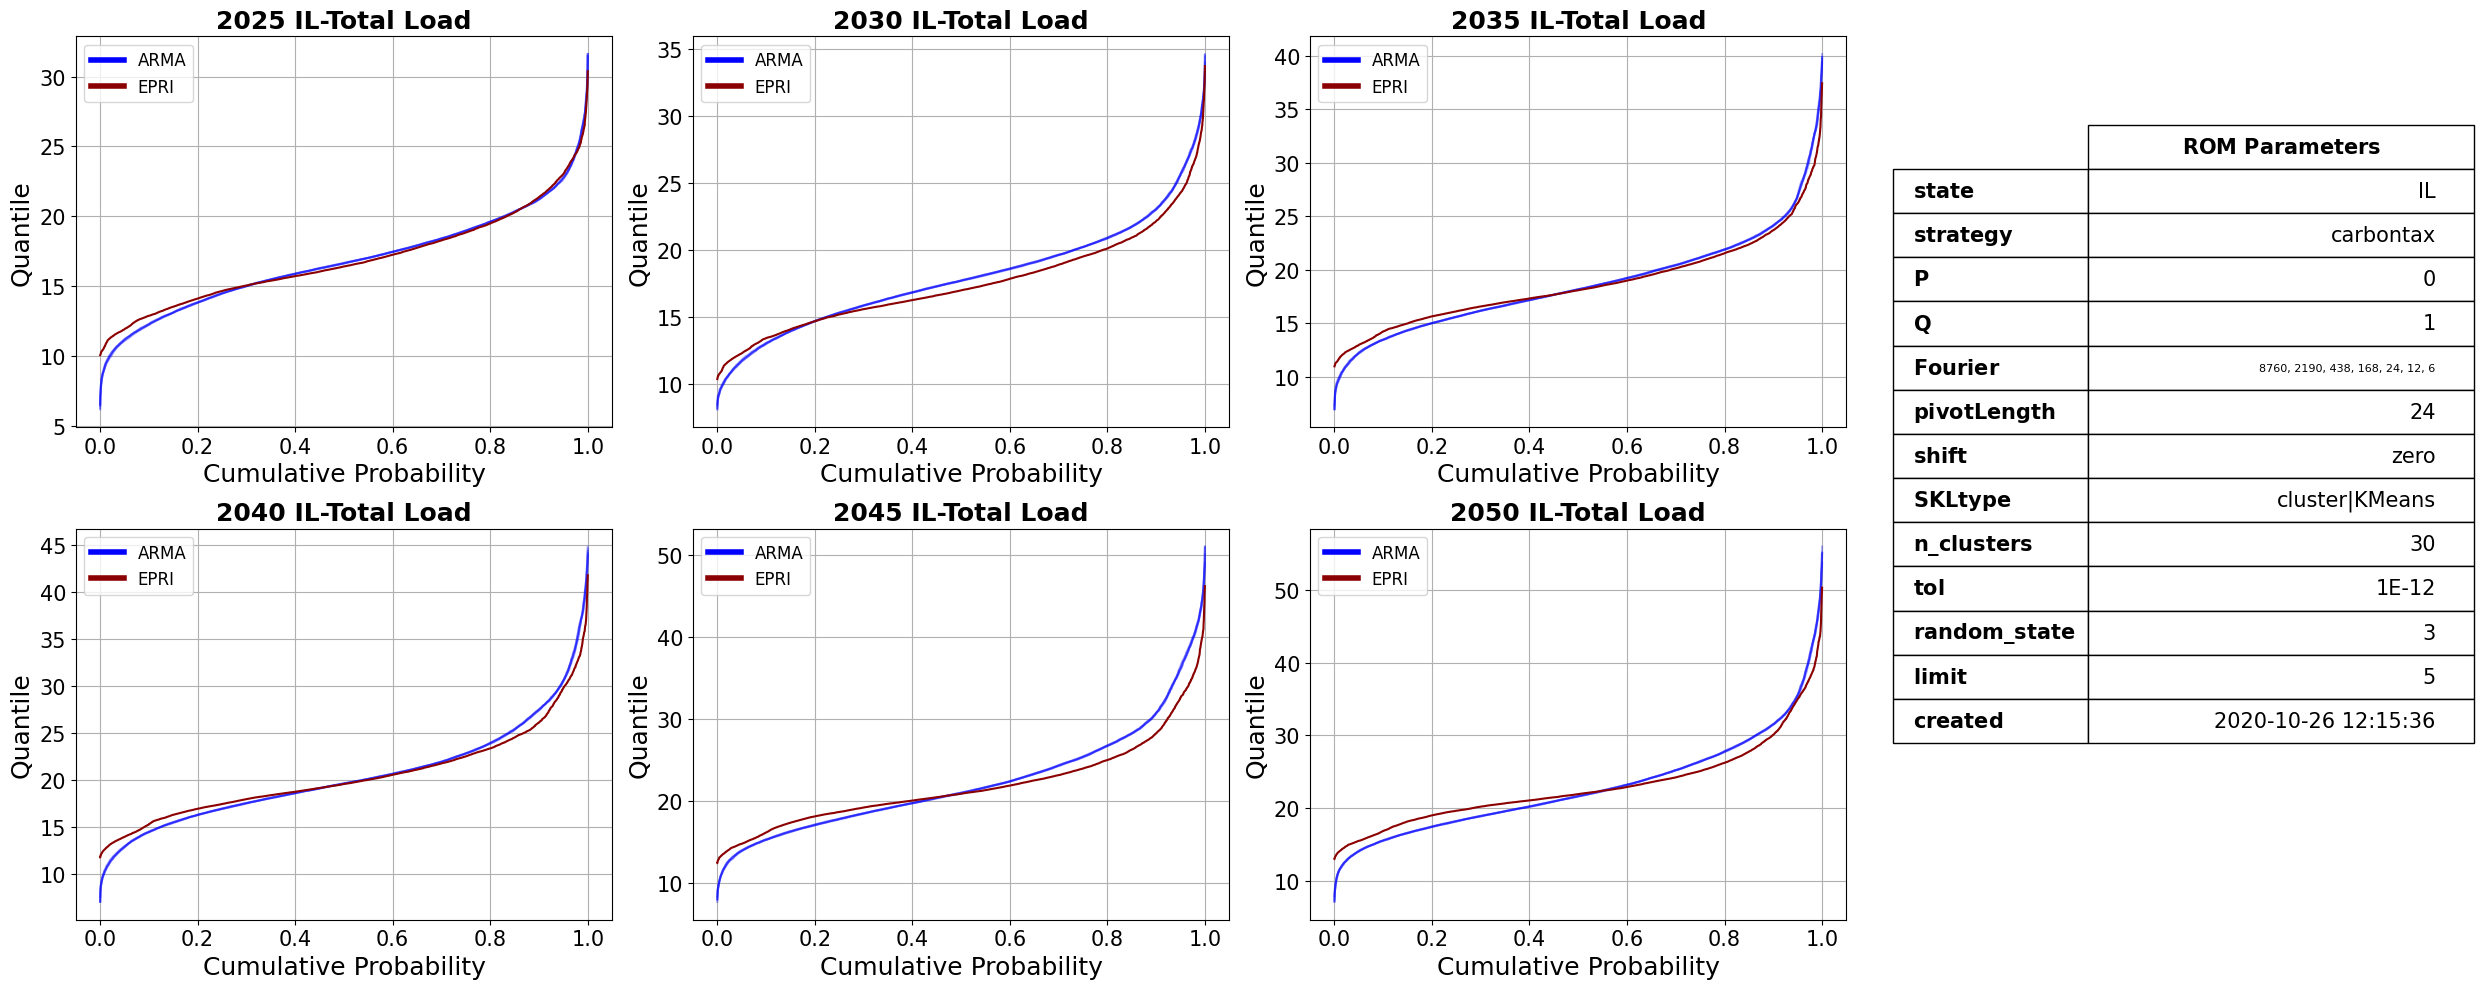 2025 IL-Total Load
ARMA
EPRI
30
25
20
15
10
5
Quantile
0.0 0.2 0.4 0.6 0.8 1.0
Cumulative Probability
2030 IL-Total Load
ARMA
EPRI
35
30
25
20
15
10
Quantile
0.0 0.2 0.4 0.6 0.8 1.0
Cumulative Probability
2035 IL-Total Load
ARMA
EPRI
40
35
30
25
20
15
10
Quantile
0.0 0.2 0.4 0.6 0.8 1.0
Cumulative Probability
2040 IL-Total Load
ARMA
EPRI
45
40
35
30
25
20
15
10
Quantile
0.0 0.2 0.4 0.6 0.8 1.0
Cumulative Probability
2045 IL-Total Load
ARMA
EPRI
50
40
30
20
10
Quantile
0.0 0.2 0.4 0.6 0.8 1.0
Cumulative Probability
2050 IL-Total Load
ARMA
EPRI
50
40
30
20
10
Quantile
0.0 0.2 0.4 0.6 0.8 1.0
Cumulative Probability
ROM Parameters
state IL
strategy carbontax
P 0
Q 1
Fourier 8760, 2190, 438, 168, 24, 12, 6
pivotLength 24
shift zero
SKLtype cluster|KMeans
n_clusters 30
tol 1E-12
random_state 3
limit 5
created 2020-10-26 12:15:36